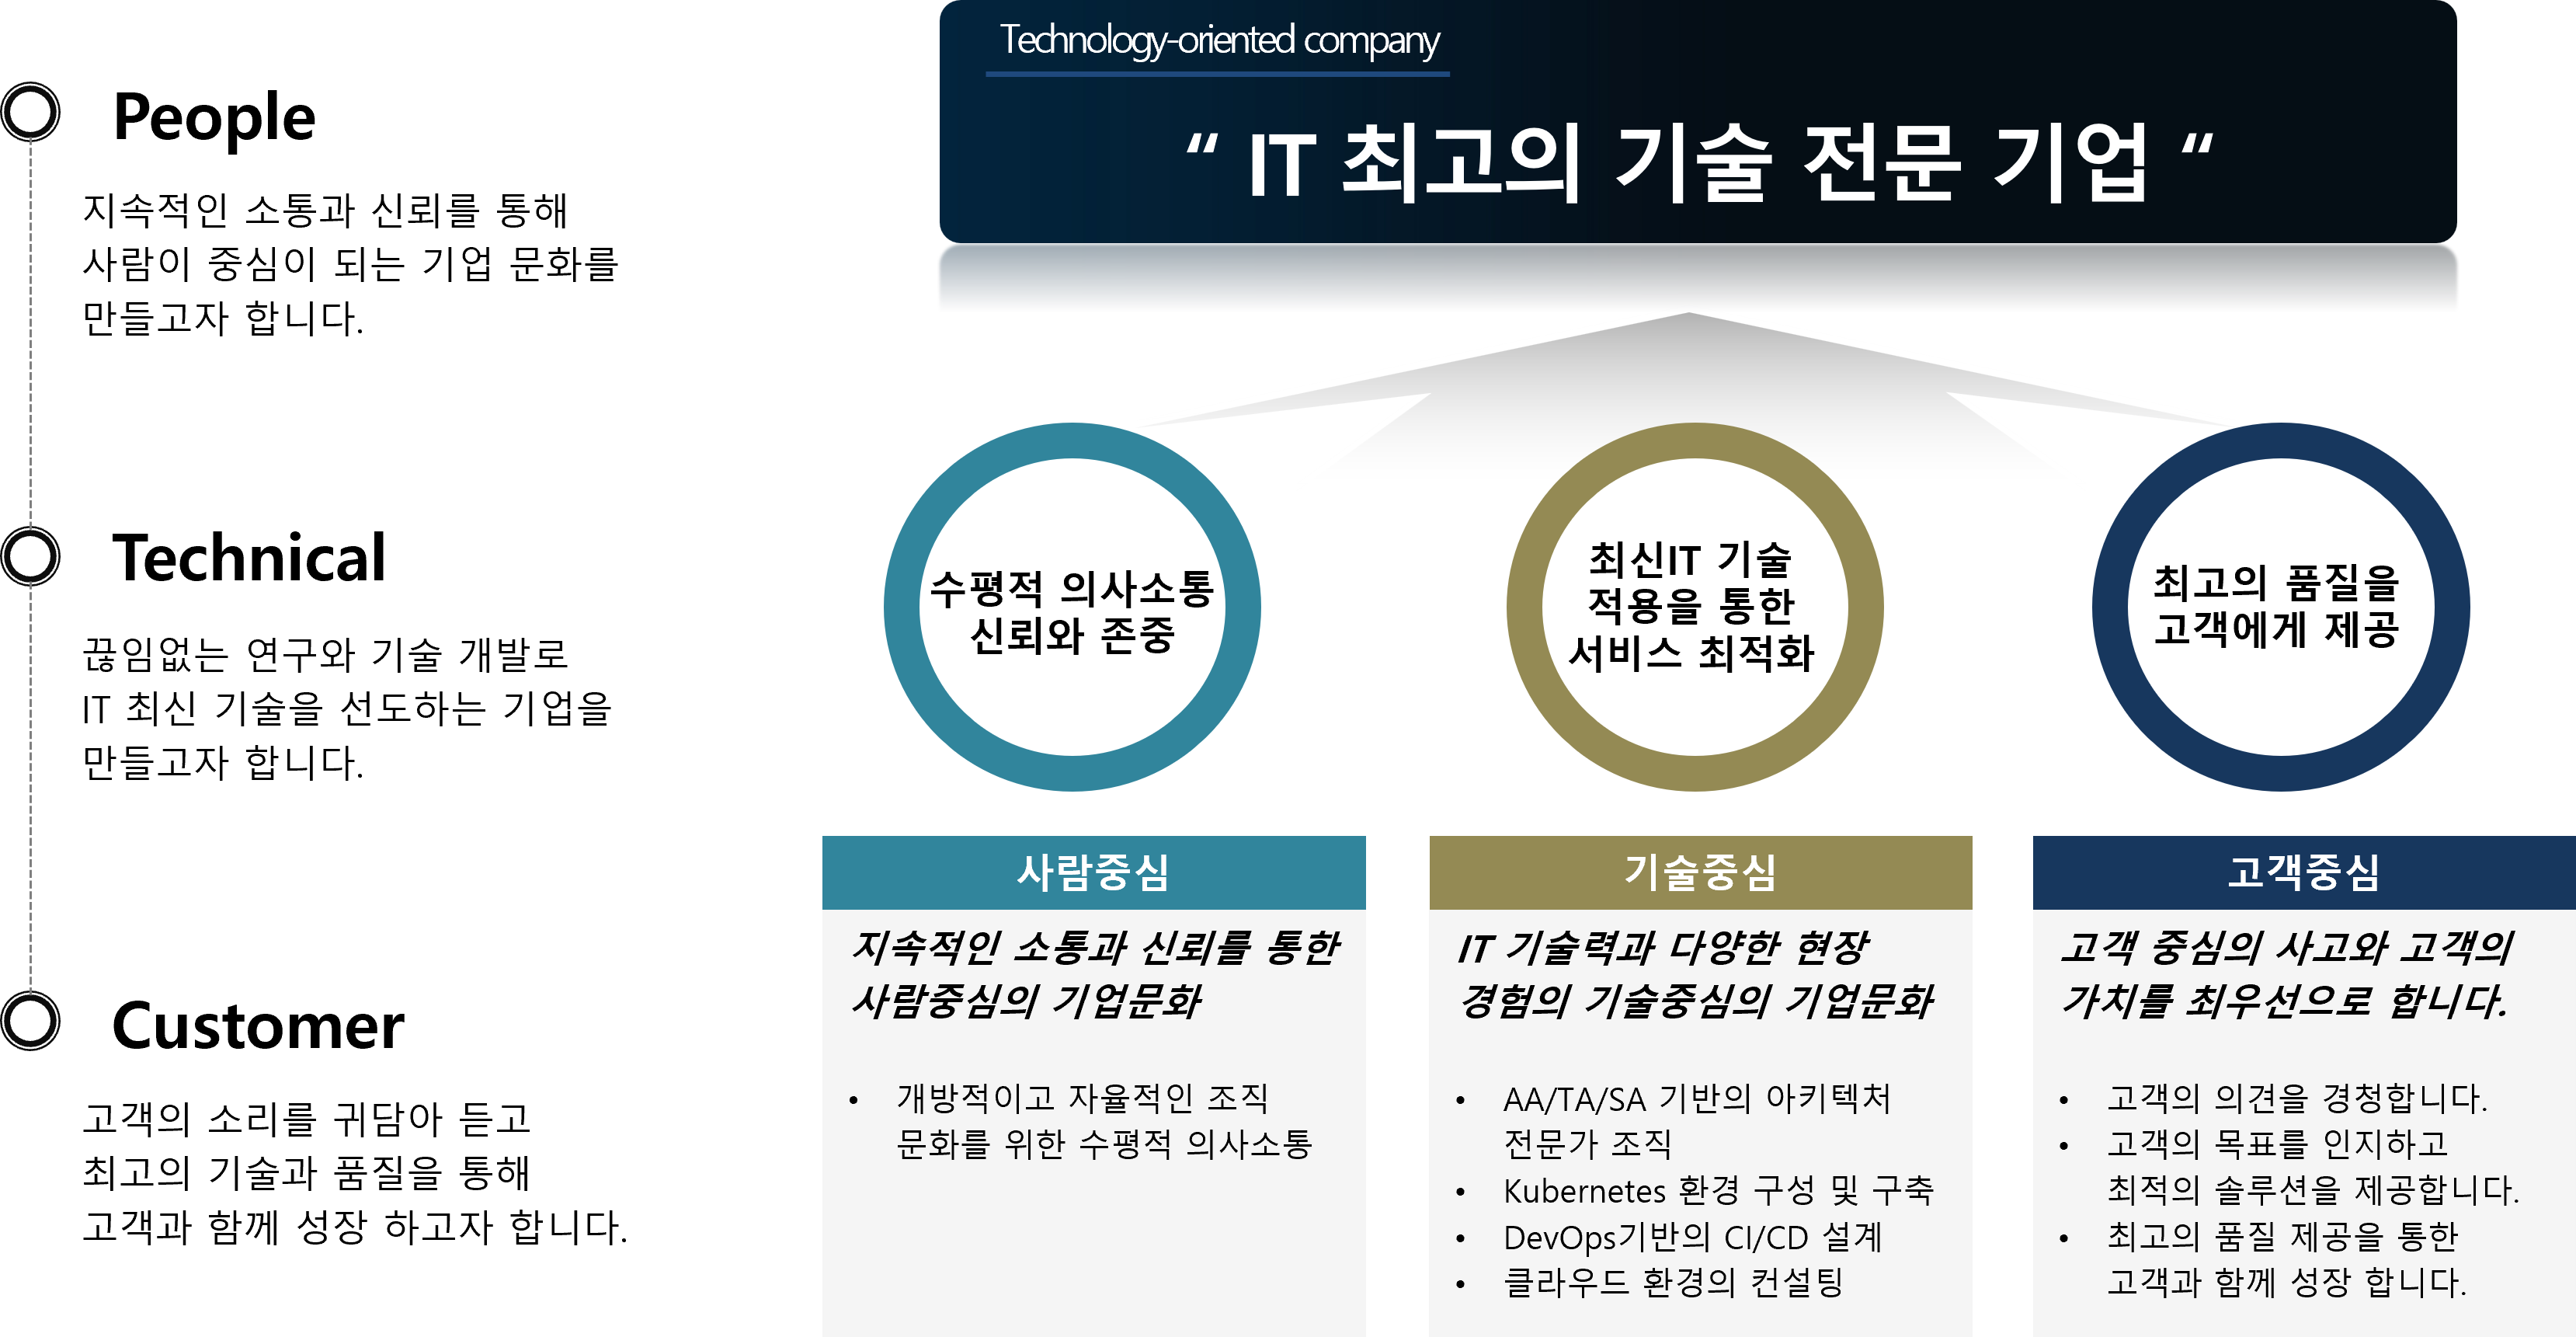 People
지속적인 소통과 신뢰를 통해
사람이 중심이 되는 기업 문화를
만들고자 합니다.
Technical
끊임없는 연구와 기술 개발로
IT 최신 기술을 선도하는 기업을
만들고자 합니다.
Customer
고객의 소리를 귀담아 듣고
최고의 기술과 품질을 통해
고객과 함께 성장 하고자 합니다.
Technology-oriented company
“ IT 최고의 기술 전문 기업 “
수평적 의사소통
신뢰와 존중
최신IT 기술
적용을 통한
서비스 최적화
최고의 품질을
고객에게 제공
사람중심
지속적인 소통과 신뢰를 통한
사람중심의 기업문화
• 개방적이고 자율적인 조직
문화를 위한 수평적 의사소통
기술중심
IT 기술력과 다양한 현장
경험의 기술중심의 기업문화
• AA/TA/SA 기반의 아키텍처
전문가 조직
• Kubernetes 환경 구성 및 구축
• DevOps기반의 CI/CD 설계
• 클라우드 환경의 컨설팅
고객중심
고객 중심의 사고와 고객의
가치를 최우선으로 합니다.
• 고객의 의견을 경청합니다.
• 고객의 목표를 인지하고
최적의 솔루션을 제공합니다.
• 최고의 품질 제공을 통한
고객과 함께 성장 합니다.